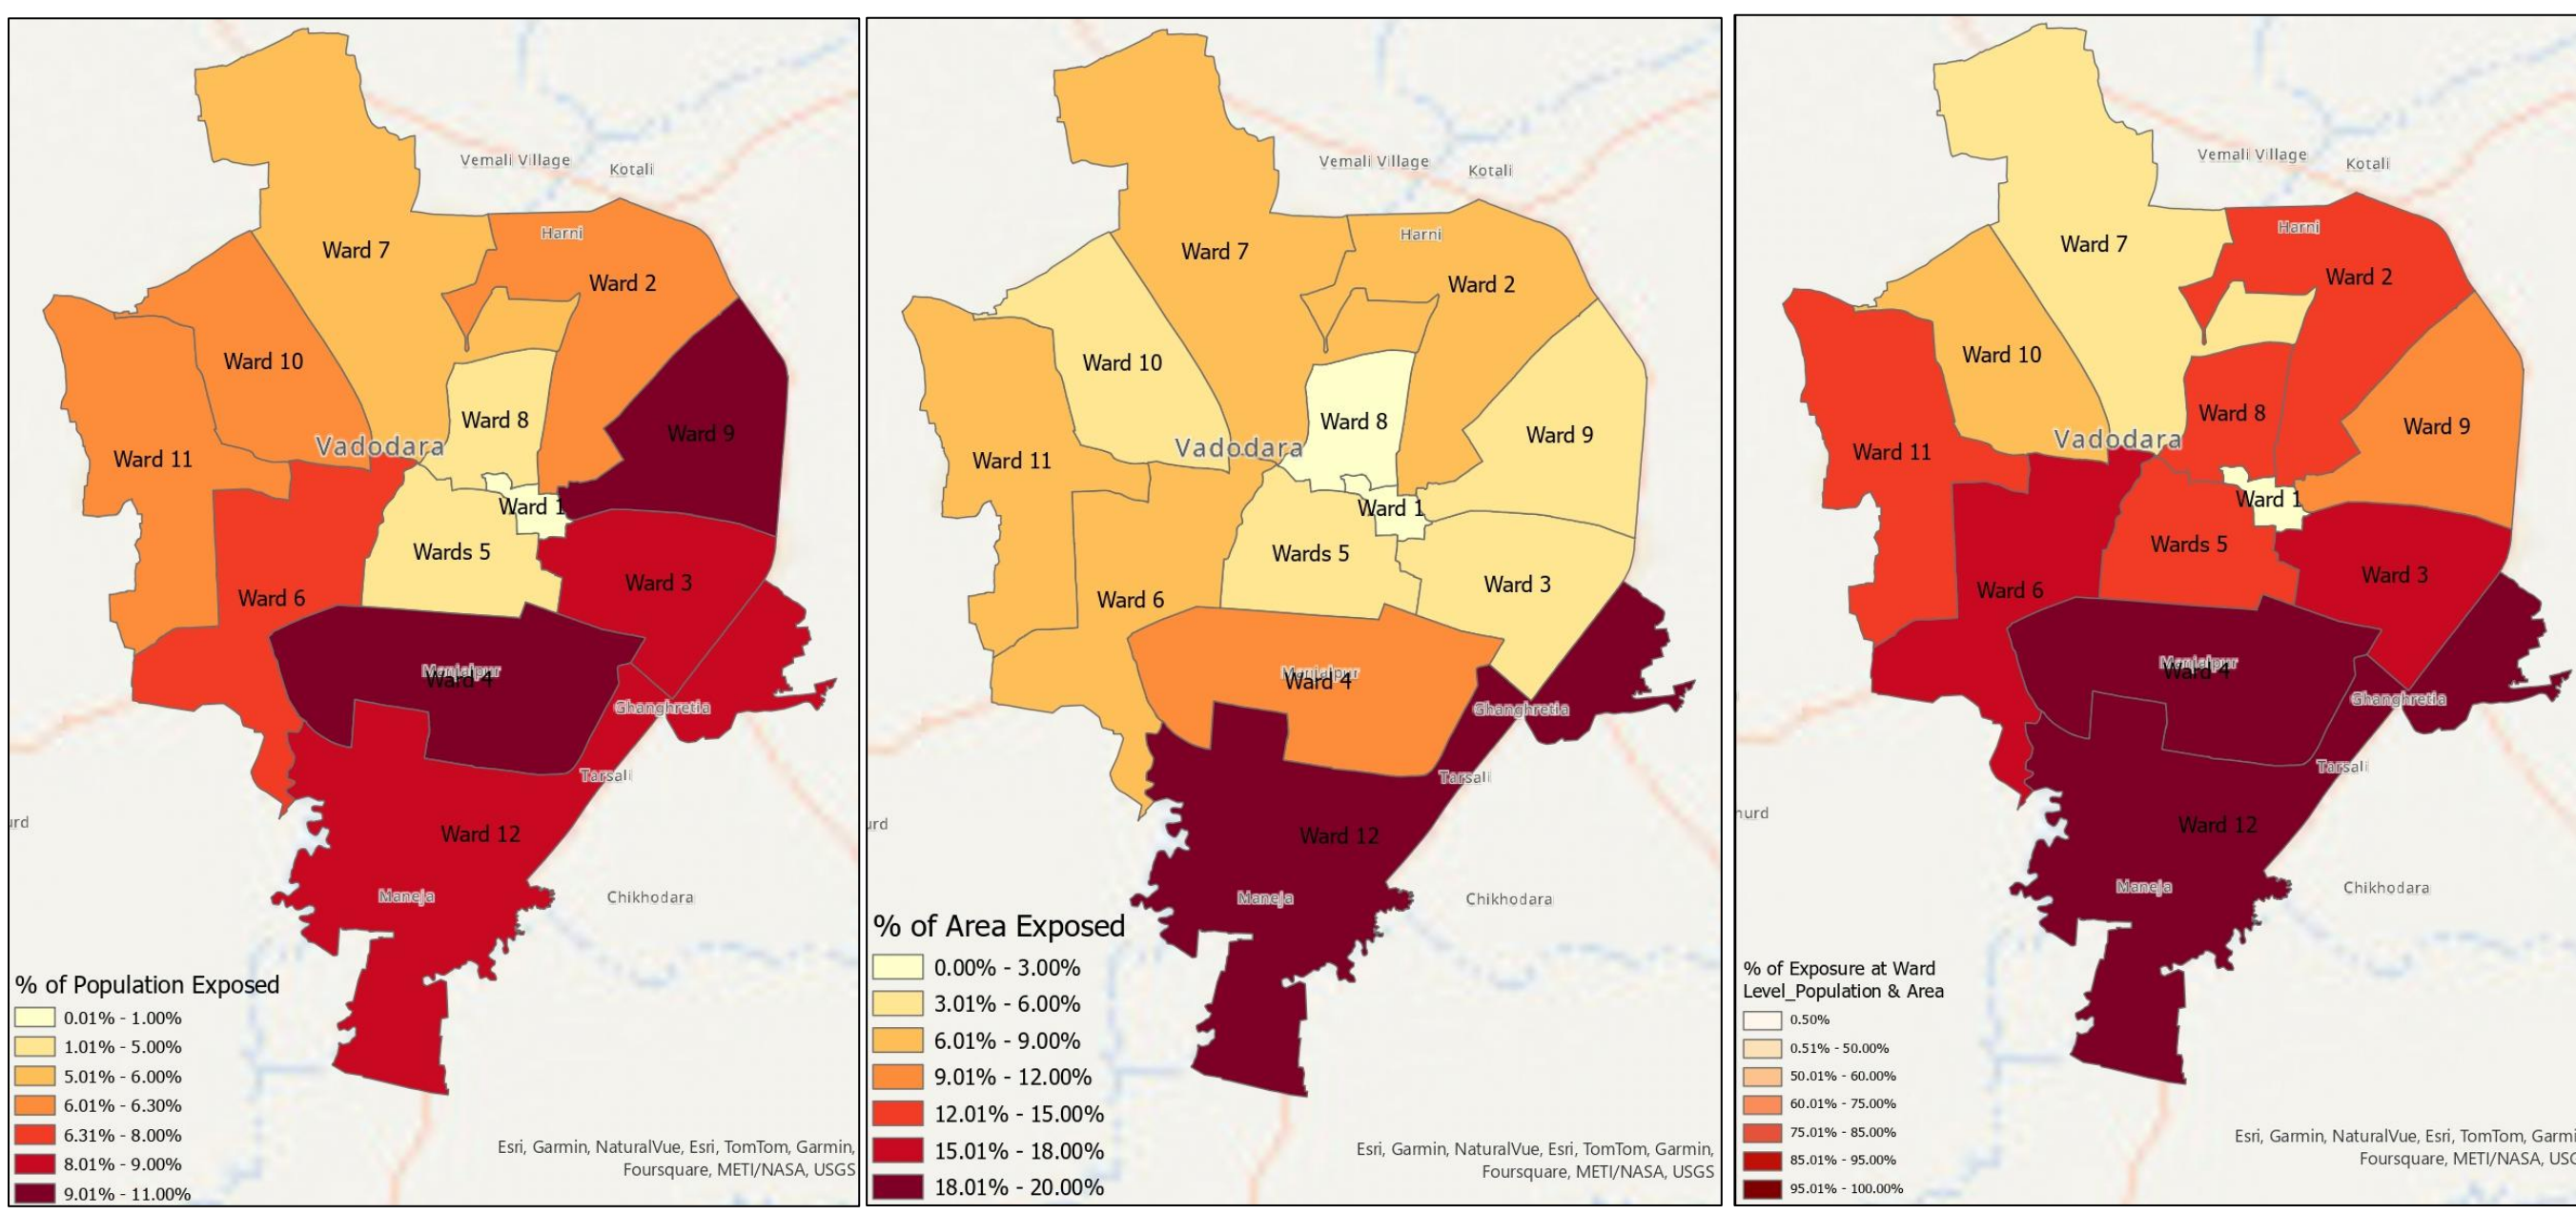 Vemali Village
Kotali
Harni
Ward 7
Ward 2
Ward 10
Ward 8
Ward 9
Vadodara
Ward 11
Ward 1
Wards 5
Ward 3
Ward 6
Manjalpur
Ward 4
Ghanghretia
Tarsali
urd
Ward 12
Maneja
Chikhodara
% of Population Exposed
0.01% - 1.00%
1.01% - 5.00%
5.01% - 6.00%
6.01% - 6.30%
6.31% - 8.00%
8.01% - 9.00%
9.01% - 11.00%
Esri, Garmin, NaturalVue, Esri, TomTom, Garmin,
Foursquare, METI/NASA, USGS
Vemali Village
Kotali
Harni
Ward 7
Ward 2
Ward 10
Ward 8
Ward 9
Vadodara
Ward 11
Ward 1
Wards 5
Ward 3
Ward 6
Manjalpur
Ward 4
Ghanghretia
Tarsali
urd
Ward 12
Maneja
Chikhodara
% of Area Exposed
0.00% - 3.00%
3.01% - 6.00%
6.01% - 9.00%
9.01% - 12.00%
12.01% - 15.00%
15.01% - 18.00%
18.01% - 20.00%
Esri, Garmin, NaturalVue, Esri, TomTom, Garmin,
Foursquare, METI/NASA, USGS
Vemali Village
Kotali
Harni
Ward 7
Ward 2
Ward 10
Ward 8
Ward 9
Vadodara
Ward 11
Ward 1
Wards 5
Ward 3
Ward 6
Manjalpur
Ward 4
Ghanghretia
Tarsali
hurd
Ward 12
Maneja
Chikhodara
% of Exposure at Ward
Level_Population & Area
0.50%
0.51% - 50.00%
50.01% - 60.00%
60.01% - 75.00%
75.01% - 85.00%
85.01% - 95.00%
95.01% - 100.00%
Esri, Garmin, NaturalVue, Esri, TomTom, Garmi
Foursquare, METI/NASA, USG